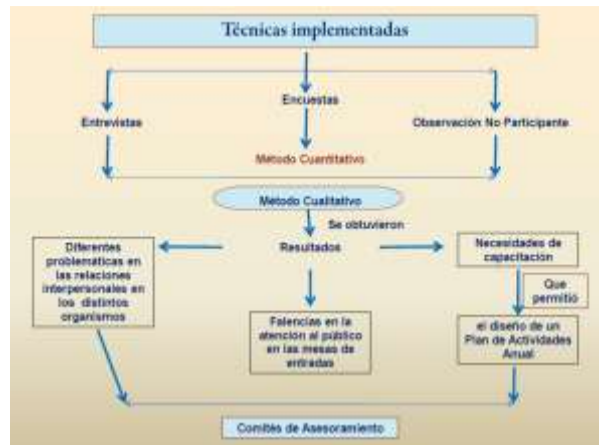 Técnicas implementadas
Encuestas
Entrevistas
Observación No Participante
Método Cuantitativo
Método Cualitativo
Se obtuvieron
Diferentes
problemáticas en
las relaciones
interpersonales en
los distintos
organismos
Resultados
Necesidades de
capacitación
Que
permitió
Falencias en la
atención al público
en las mesas de
entradas
el diseño de un
Plan de Actividades
Anual
Comités de Asesoramiento